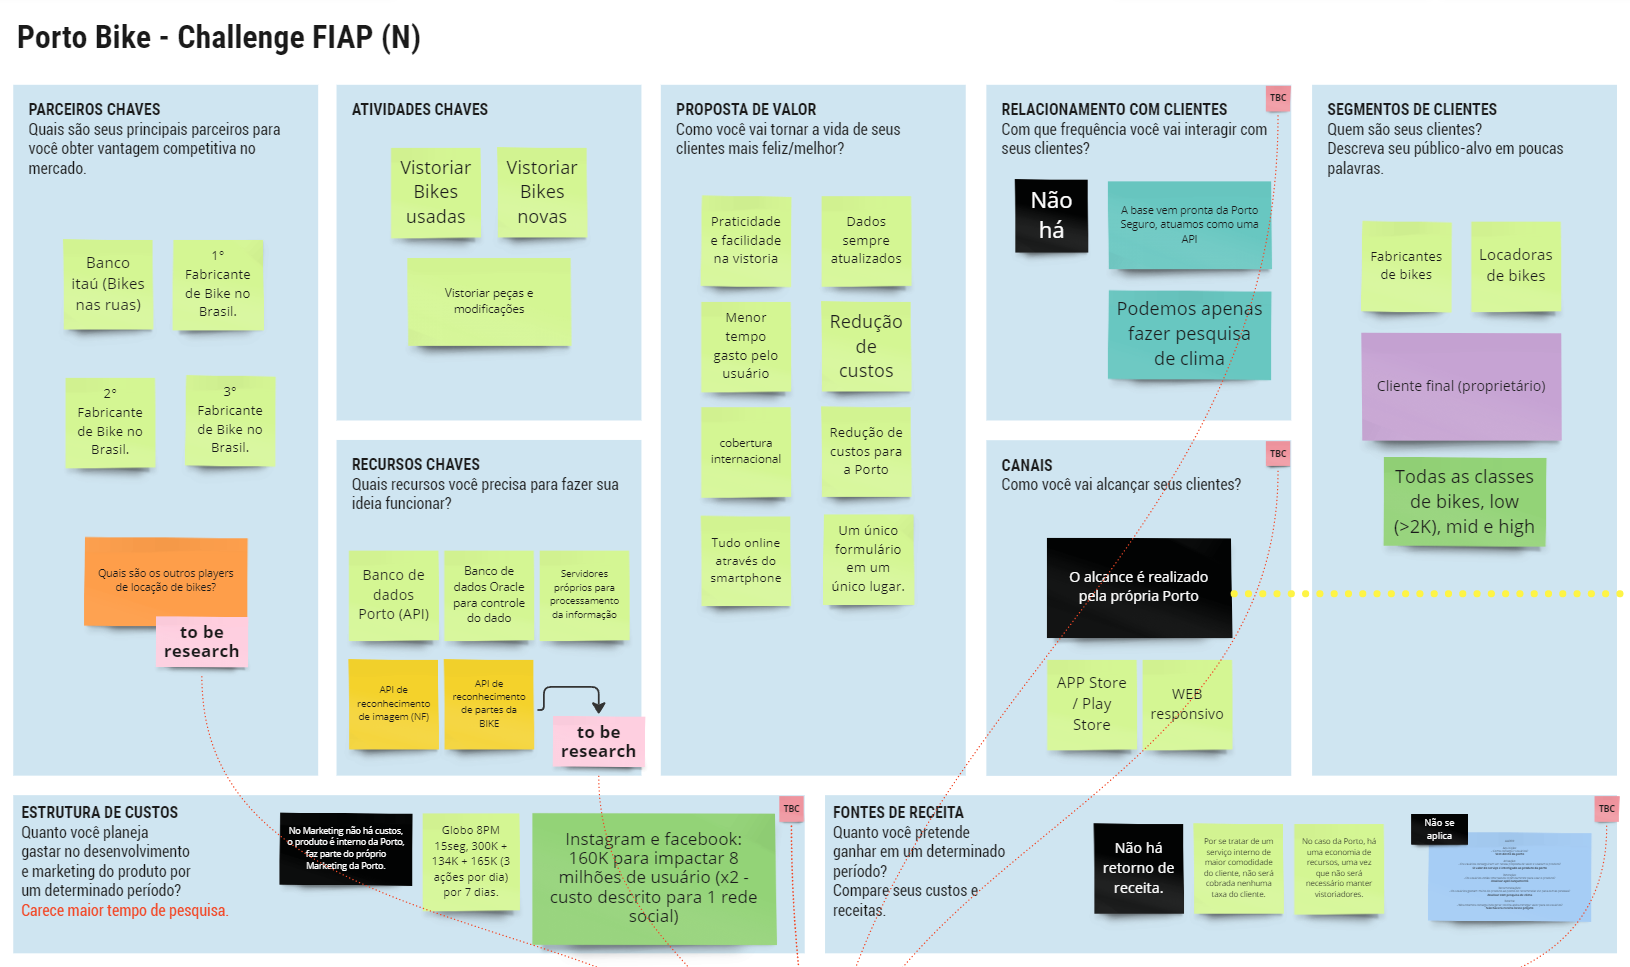 Porto Bike - Challenge FIAP (N)
PARCEIROS CHAVES
Quais são seus principais parceiros para
você obter vantagem competitiva no
mercado.
Banco
itaú (Bikes
nas ruas)
1°
Fabricante
de Bike no
Brasil.
2°
Fabricante
de Bike no
Brasil.
3°
Fabricante
de Bike no
Brasil.
Quais são os outros players
de locação de bikes?
to be
research
ATIVIDADES CHAVES
Vistoriar
Bikes
usadas
Vistoriar
Bikes
novas
Vistoriar peças e
modificações
RECURSOS CHAVES
Quais recursos você precisa para fazer sua
ideia funcionar?
Banco de
dados
Porto (API)
Banco de
dados Oracle
para controle
do dado
Servidores
próprios para
processamento
da informação
API de
reconhecimento
de imagem (NF)
API de
reconhecimento
de partes da
BIKE
to be
research
PROPOSTA DE VALOR
Como você vai tornar a vida de seus
clientes mais feliz/melhor?
Praticidade
e facilidade
na vistoria
Dados
sempre
atualizados
Menor
tempo
gasto pelo
usuário
Redução
de
custos
cobertura
internacional
Redução de
custos para
a Porto
Tudo online
através do
smartphone
Um único
formulário
em um
único lugar.
RELACIONAMENTO COM CLIENTES
TBC
Com que frequência você vai interagir com
seus clientes?
Não
há
A base vem pronta da Porto
Seguro, atuamos como uma
API
Podemos apenas
fazer pesquisa
de clima
CANAIS
TBC
Como você vai alcançar seus clientes?
O alcance é realizado
pela própria Porto
APP Store
/ Play
Store
WEB
responsivo
SEGMENTOS DE CLIENTES
Quem são seus clientes?
Descreva seu público-alvo em poucas
palavras.
Fabricantes
de bikes
Locadoras
de bikes
Cliente final (proprietário)
Todas as classes
de bikes, low
(>2K), mid e high
ESTRUTURA DE CUSTOS
Quanto você planeja
gastar no desenvolvimento
e marketing do produto por
um determinado período?
Carece maior tempo de pesquisa.
No Marketing não há custos,
o produto é interno da Porto,
faz parte do próprio
Marketing da Porto.
Globo 8PM
15seg, 300K +
134K + 165K (3
ações por dia)
por 7 dias.
Instagram e facebook:
160K para impactar 8
milhões de usuário (x2 -
custo descrito para 1 rede
social)
TBC
FONTES DE RECEITA
Quanto você pretende
ganhar em um determinado
período?
Compare seus custos e
receitas.
Não há
retorno de
receita.
Por se tratar de um
serviço interno de
maior comodidade
do cliente, não será
cobrada nenhuma
taxa do cliente.
No caso da Porto, há
uma economia de
recursos, uma vez
que não será
necessário manter
vistoriadores.
Não se
aplica
TBC